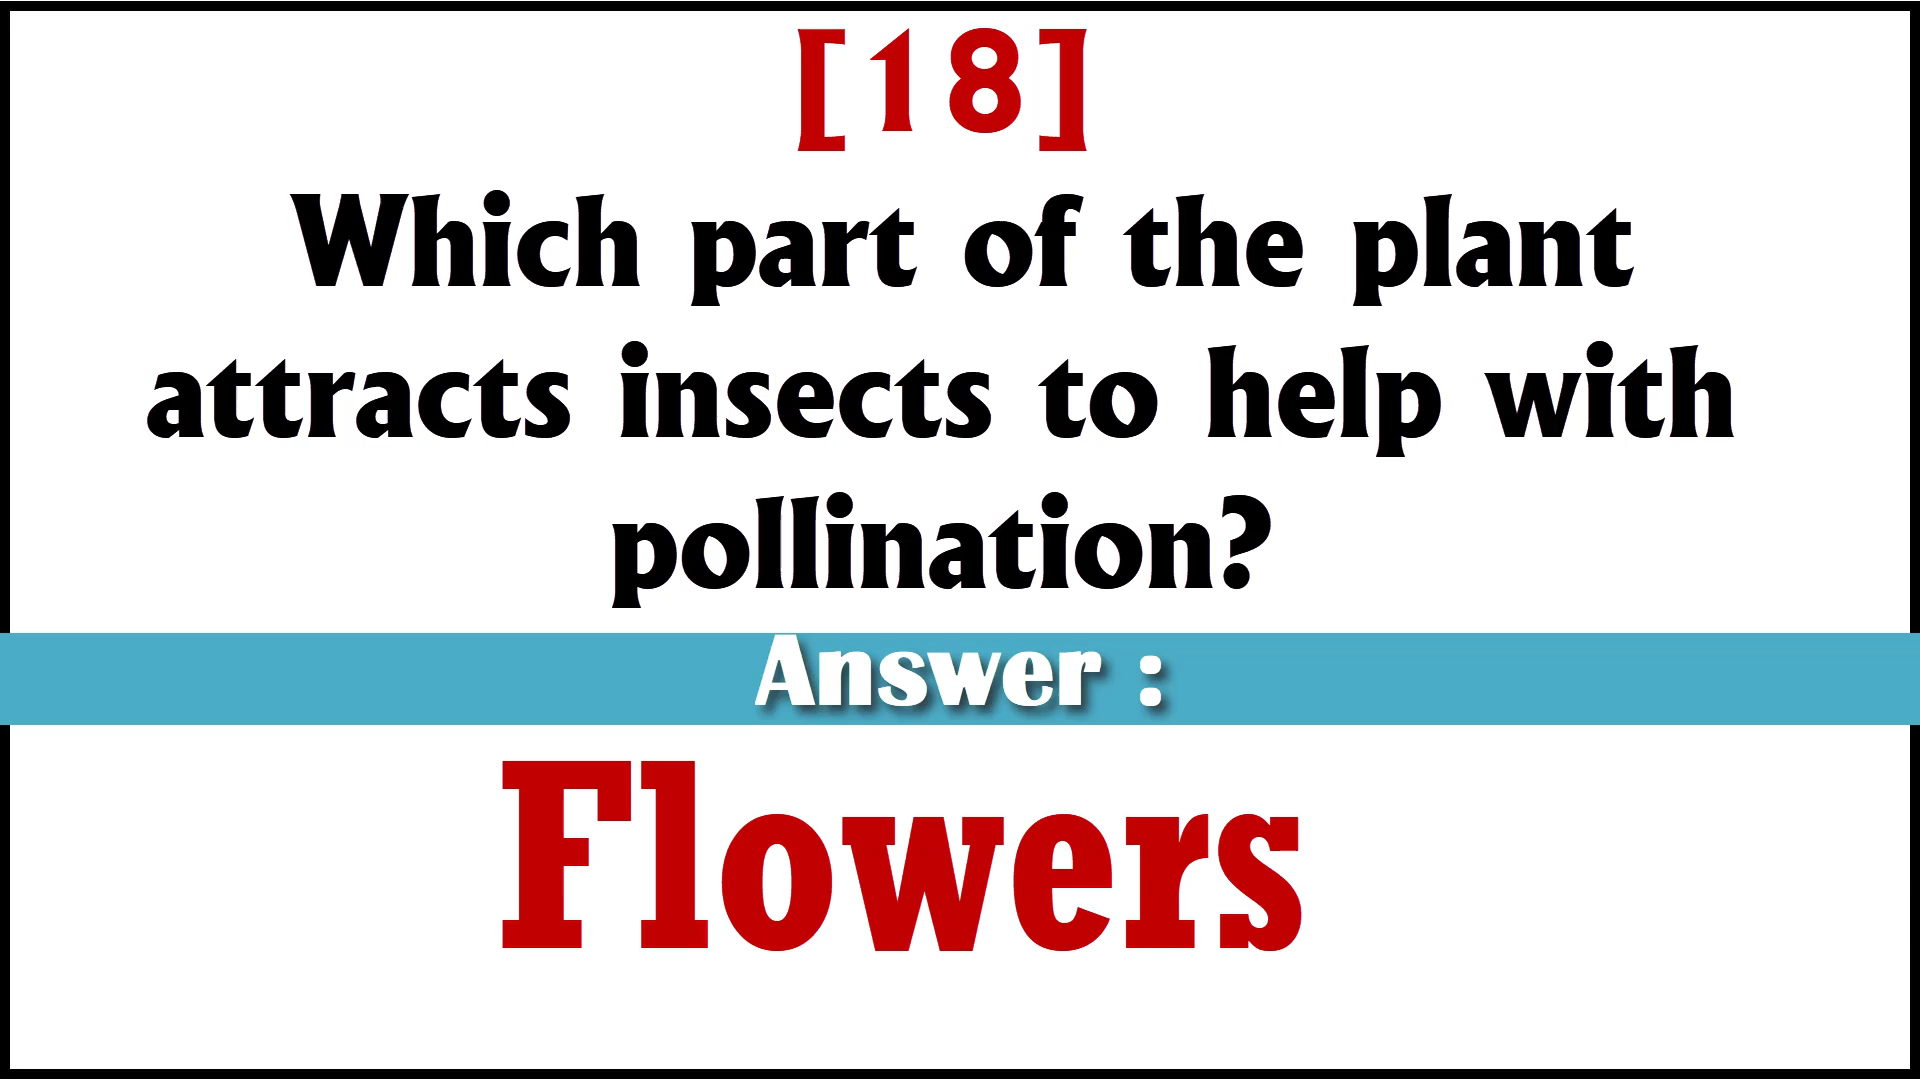 [18]
Which part of the plant
attracts insects to help with
pollination?
Answer :
Flowers